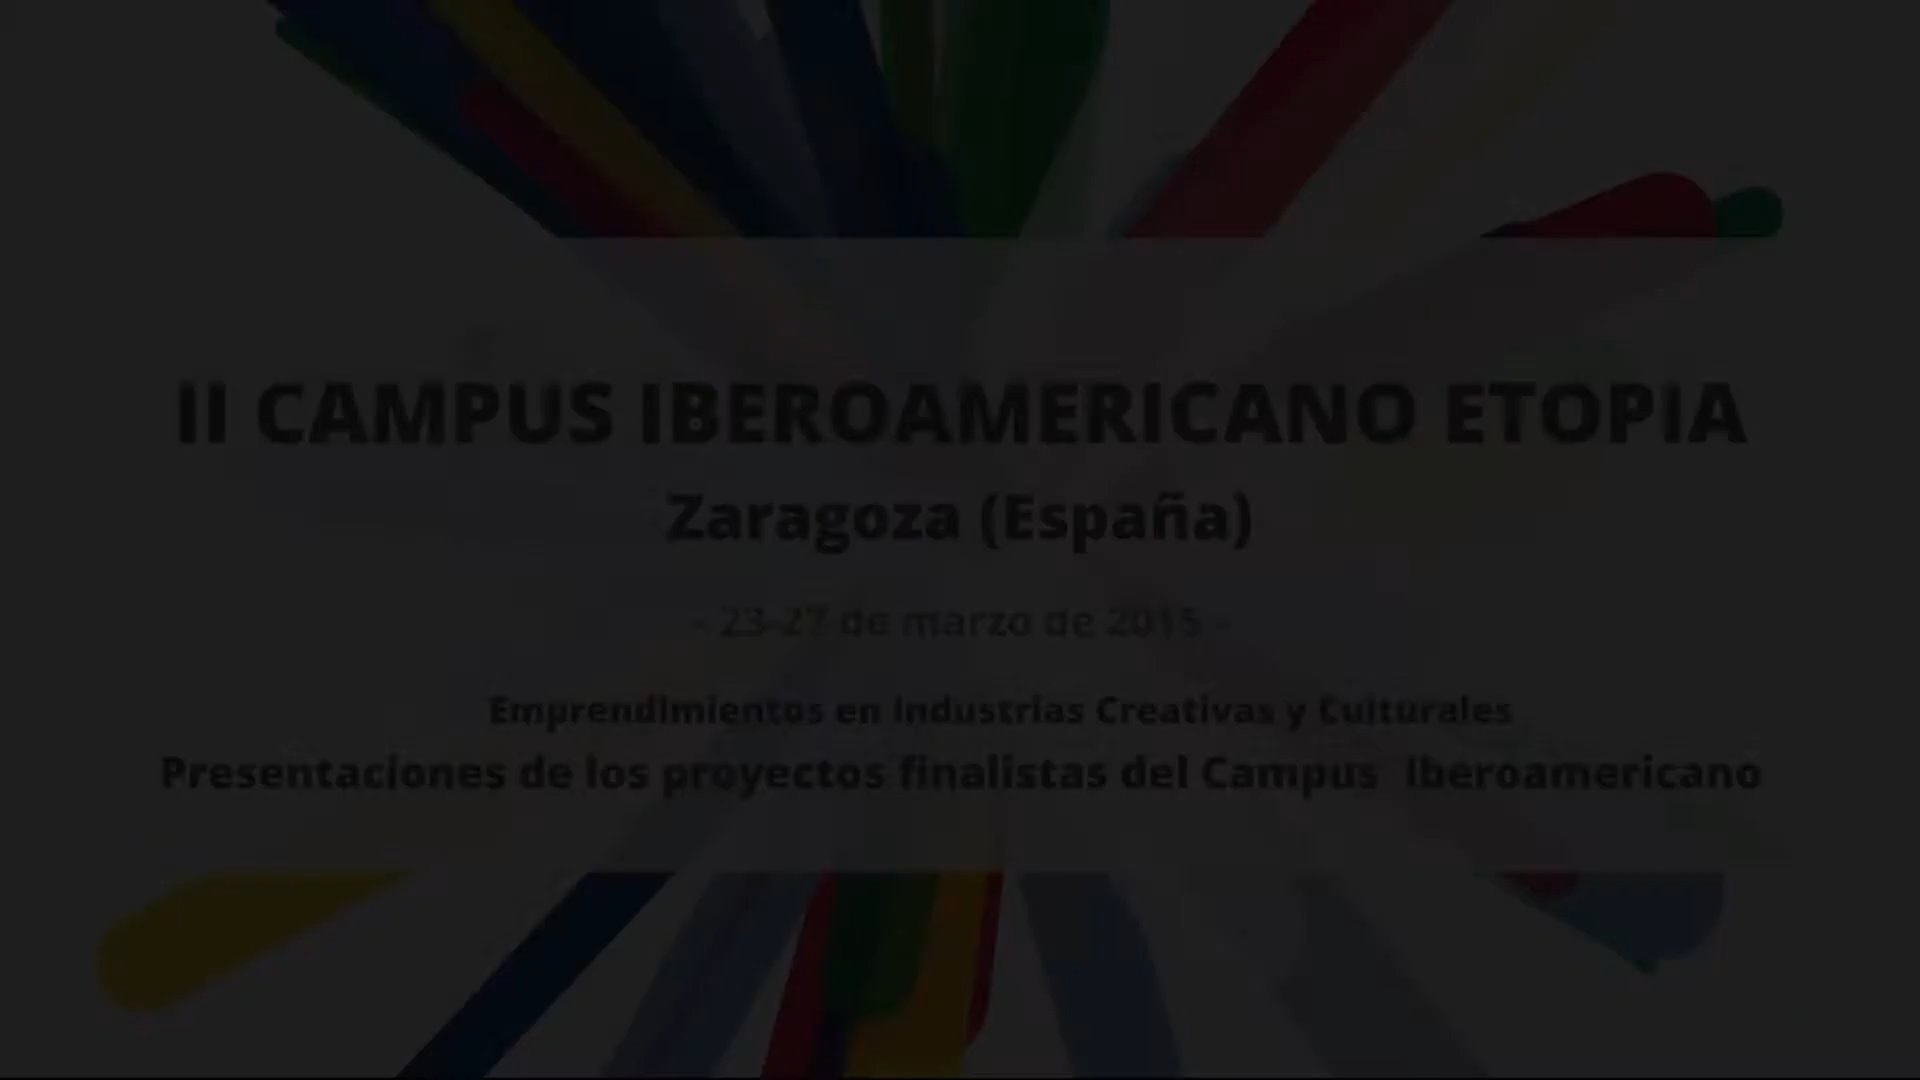 II CAMPUS IBEROAMERICANO ETOPIA
Zaragoza (España)
- 23-27 de marzo de 2015 -
Emprendimientos en Industrias Creativas y Culturales
Presentaciones de los proyectos finalistas del Campus Iberoamericano